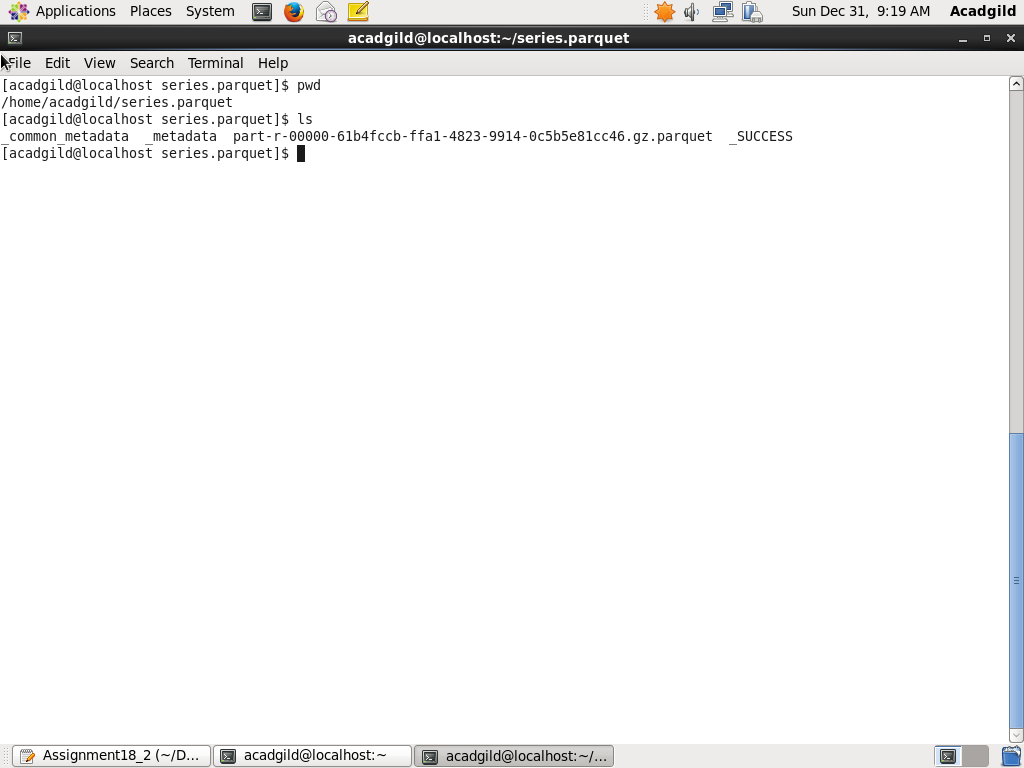 Applications Places System Sun Dec 31, 9:19 AM Acadgild
acadgild@localhost:~/series.parquet
File Edit View Search Terminal Help
[acadgild@localhost series.parquet]$ pwd
/home/acadgild/series.parquet
[acadgild@localhost series.parquet]$ ls
_common_metadata _metadata part-r-00000-61b4fccb-ffa1-4823-9914-0c5b5e81cc46.gz.parquet _SUCCESS
[acadgild@localhost series.parquet]$
Assignment18_2 (~/D... acadgild@localhost:~ acadgild@localhost:~/...